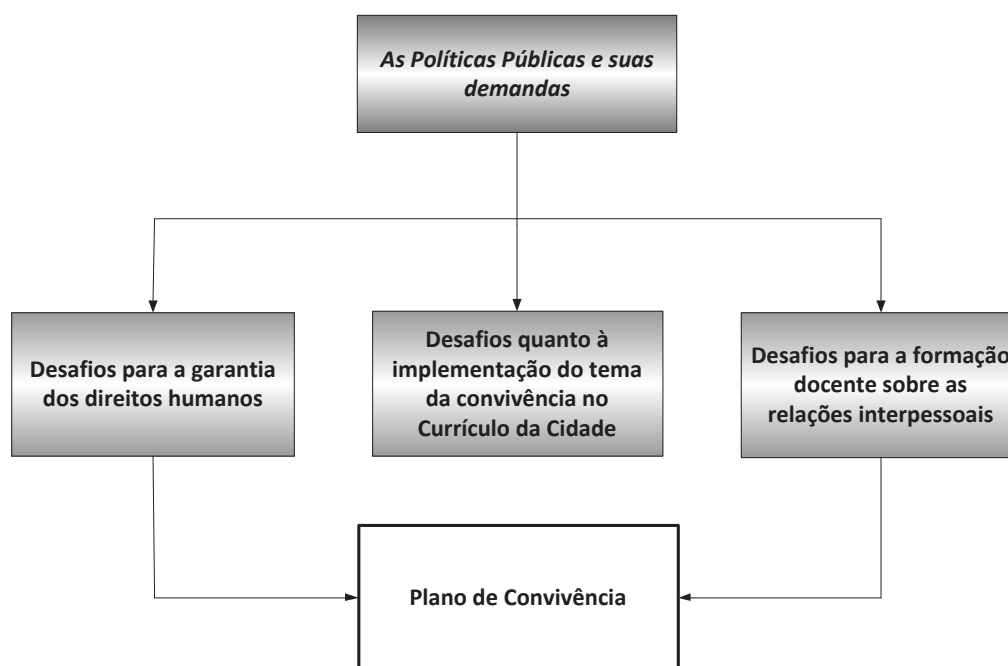 As Políticas Públicas e suas
demandas
Desafios para a garantia
dos direitos humanos
Desafios quanto à
implementação do tema
da convivência no
Currículo da Cidade
Desafios para a formação
docente sobre as
relações interpessoais
Plano de Convivência